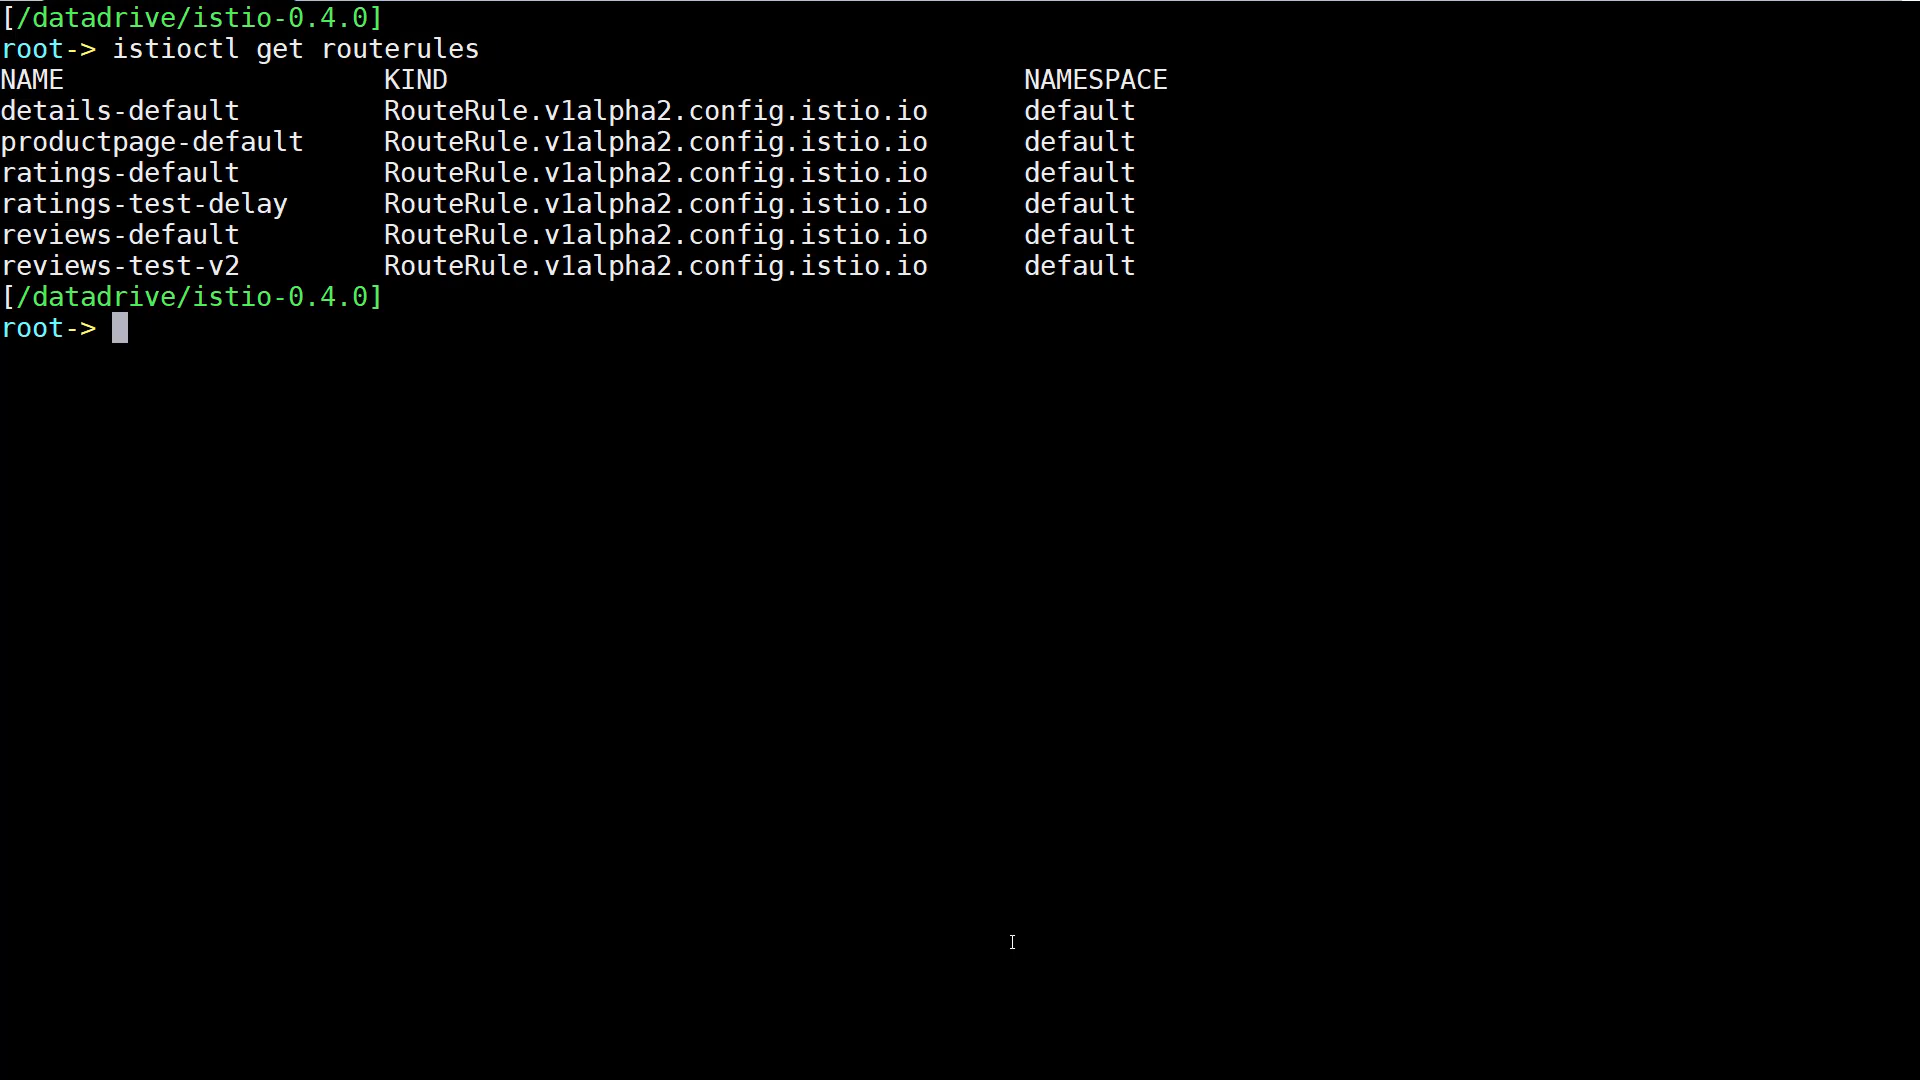 [/datadrive/istio-0.4.0]
root-> istioctl get routerules
NAME                    KIND                                    NAMESPACE
details-default         RouteRule.v1alpha2.config.istio.io      default
productpage-default     RouteRule.v1alpha2.config.istio.io      default
ratings-default         RouteRule.v1alpha2.config.istio.io      default
ratings-test-delay      RouteRule.v1alpha2.config.istio.io      default
reviews-default         RouteRule.v1alpha2.config.istio.io      default
reviews-test-v2         RouteRule.v1alpha2.config.istio.io      default
[/datadrive/istio-0.4.0]
root->